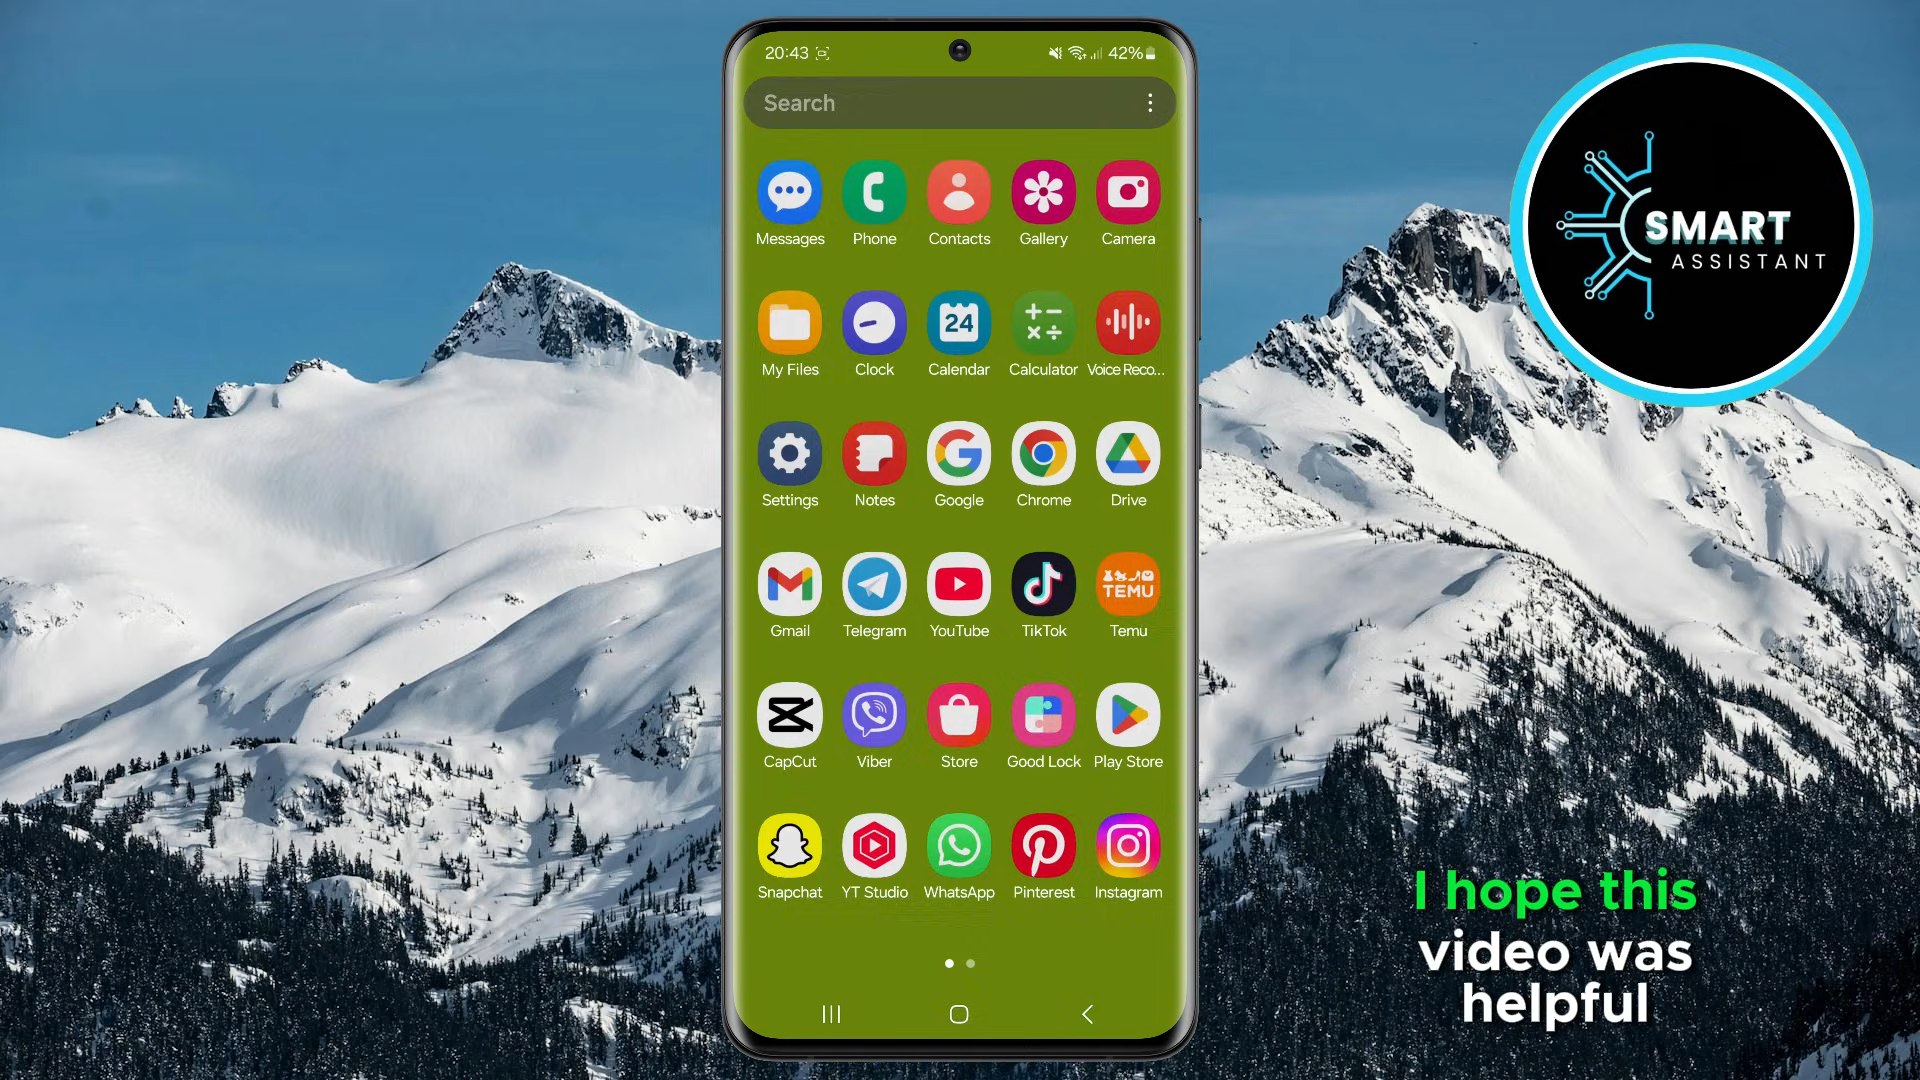 20:43
42%
Search
Messages Phone Contacts Gallery Camera
24
My Files Clock Calendar Calculator Voice Reco...
Settings Notes Google Chrome Drive
TEMU
Gmail Telegram YouTube TikTok Temu
CapCut Viber Store Good Lock Play Store
Snapchat YT Studio WhatsApp Pinterest Instagram
SMART
ASSISTANT
I hope this
video was
helpful